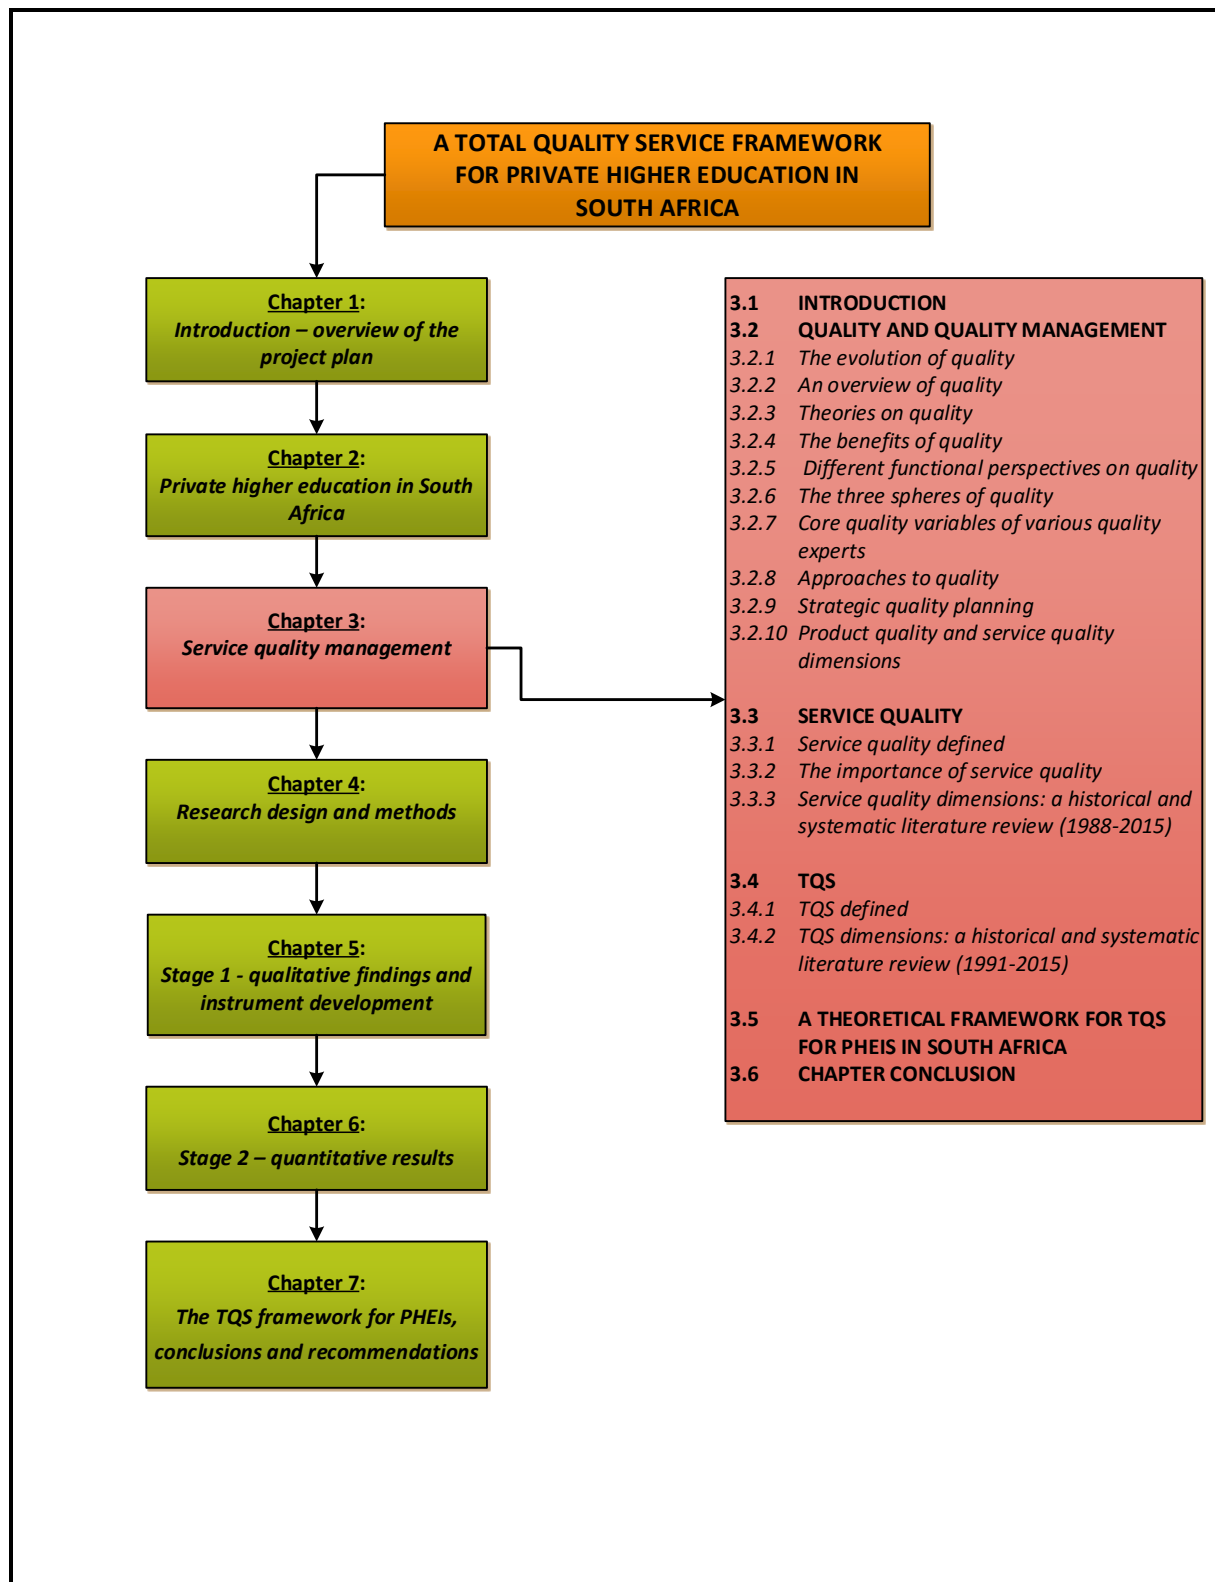 A TOTAL QUALITY SERVICE FRAMEWORK
FOR PRIVATE HIGHER EDUCATION IN
SOUTH AFRICA
Chapter 1:
Introduction – overview of the
project plan
Chapter 2:
Private higher education in South
Africa
Chapter 3:
Service quality management
Chapter 4:
Research design and methods
Chapter 5:
Stage 1 - qualitative findings and
instrument development
Chapter 6:
Stage 2 – quantitative results
Chapter 7:
The TQS framework for PHEIs,
conclusions and recommendations
3.1 INTRODUCTION
3.2 QUALITY AND QUALITY MANAGEMENT
3.2.1 The evolution of quality
3.2.2 An overview of quality
3.2.3 Theories on quality
3.2.4 The benefits of quality
3.2.5 Different functional perspectives on quality
3.2.6 The three spheres of quality
3.2.7 Core quality variables of various quality
experts
3.2.8 Approaches to quality
3.2.9 Strategic quality planning
3.2.10 Product quality and service quality
dimensions
3.3 SERVICE QUALITY
3.3.1 Service quality defined
3.3.2 The importance of service quality
3.3.3 Service quality dimensions: a historical and
systematic literature review (1988-2015)
3.4 TQS
3.4.1 TQS defined
3.4.2 TQS dimensions: a historical and systematic
literature review (1991-2015)
3.5 A THEORETICAL FRAMEWORK FOR TQS
FOR PHEIS IN SOUTH AFRICA
3.6 CHAPTER CONCLUSION